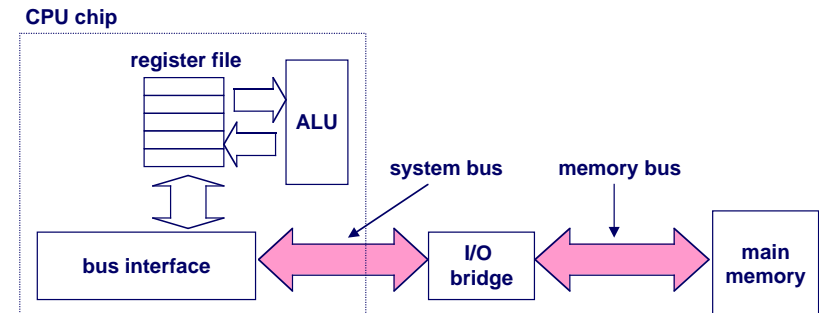 CPU chip
register file
ALU
system bus
memory bus
bus interface
I/O
bridge
main
memory